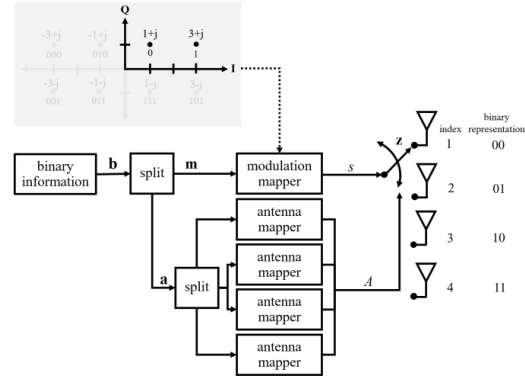 Q
-3+j -1+j 1+j 3+j
000 010 0 1
I
-3-j -1-j 1-j 3-j
001 011 111 101
binary
index representation
binary information
b
split
m
modulation mapper
s
z
1 00
2 01
3 10
4 11
antenna mapper
antenna mapper
a
split
antenna mapper
antenna mapper
A